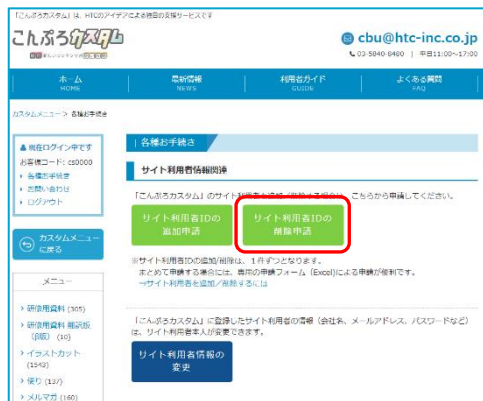 「こんぷろカスタム」は、HTCのアイデアによる独自の支援サービスです
こんぷろカスタム
cbu@htc-inc.co.jp
03-5840-8480 | 平日11:00~17:00
ホーム
HOME
最新情報
NEWS
利用者ガイド
GUIDE
よくある質問
FAQ
カスタムメニュー > 各種お手続き
現在ログイン中です
お客様コード: cs0000
各種お手続き
お問い合わせ
ログアウト
カスタムメニュー
に戻る
メニュー
研修用資料 (305)
研修用資料 翻訳版
(β版) (10)
イラストカット
(1543)
便り (137)
メルマガ (160)
各種お手続き
サイト利用者情報関連
「こんぷろカスタム」のサイト利用者を追加/削除する場合は、こちらから申請してください。
サイト利用者IDの
追加申請
サイト利用者IDの
削除申請
※サイト利用者IDの追加/削除は、1件ずつとなります。
まとめて申請する場合には、専用の申請フォーム (Excel)による申請が便利です。
→サイト利用者を追加/削除するには
「こんぷろカスタム」に登録したサイト利用者の情報（会社名、メールアドレス、パスワードなど）
は、サイト利用者本人が変更できます。
サイト利用者情報の
変更